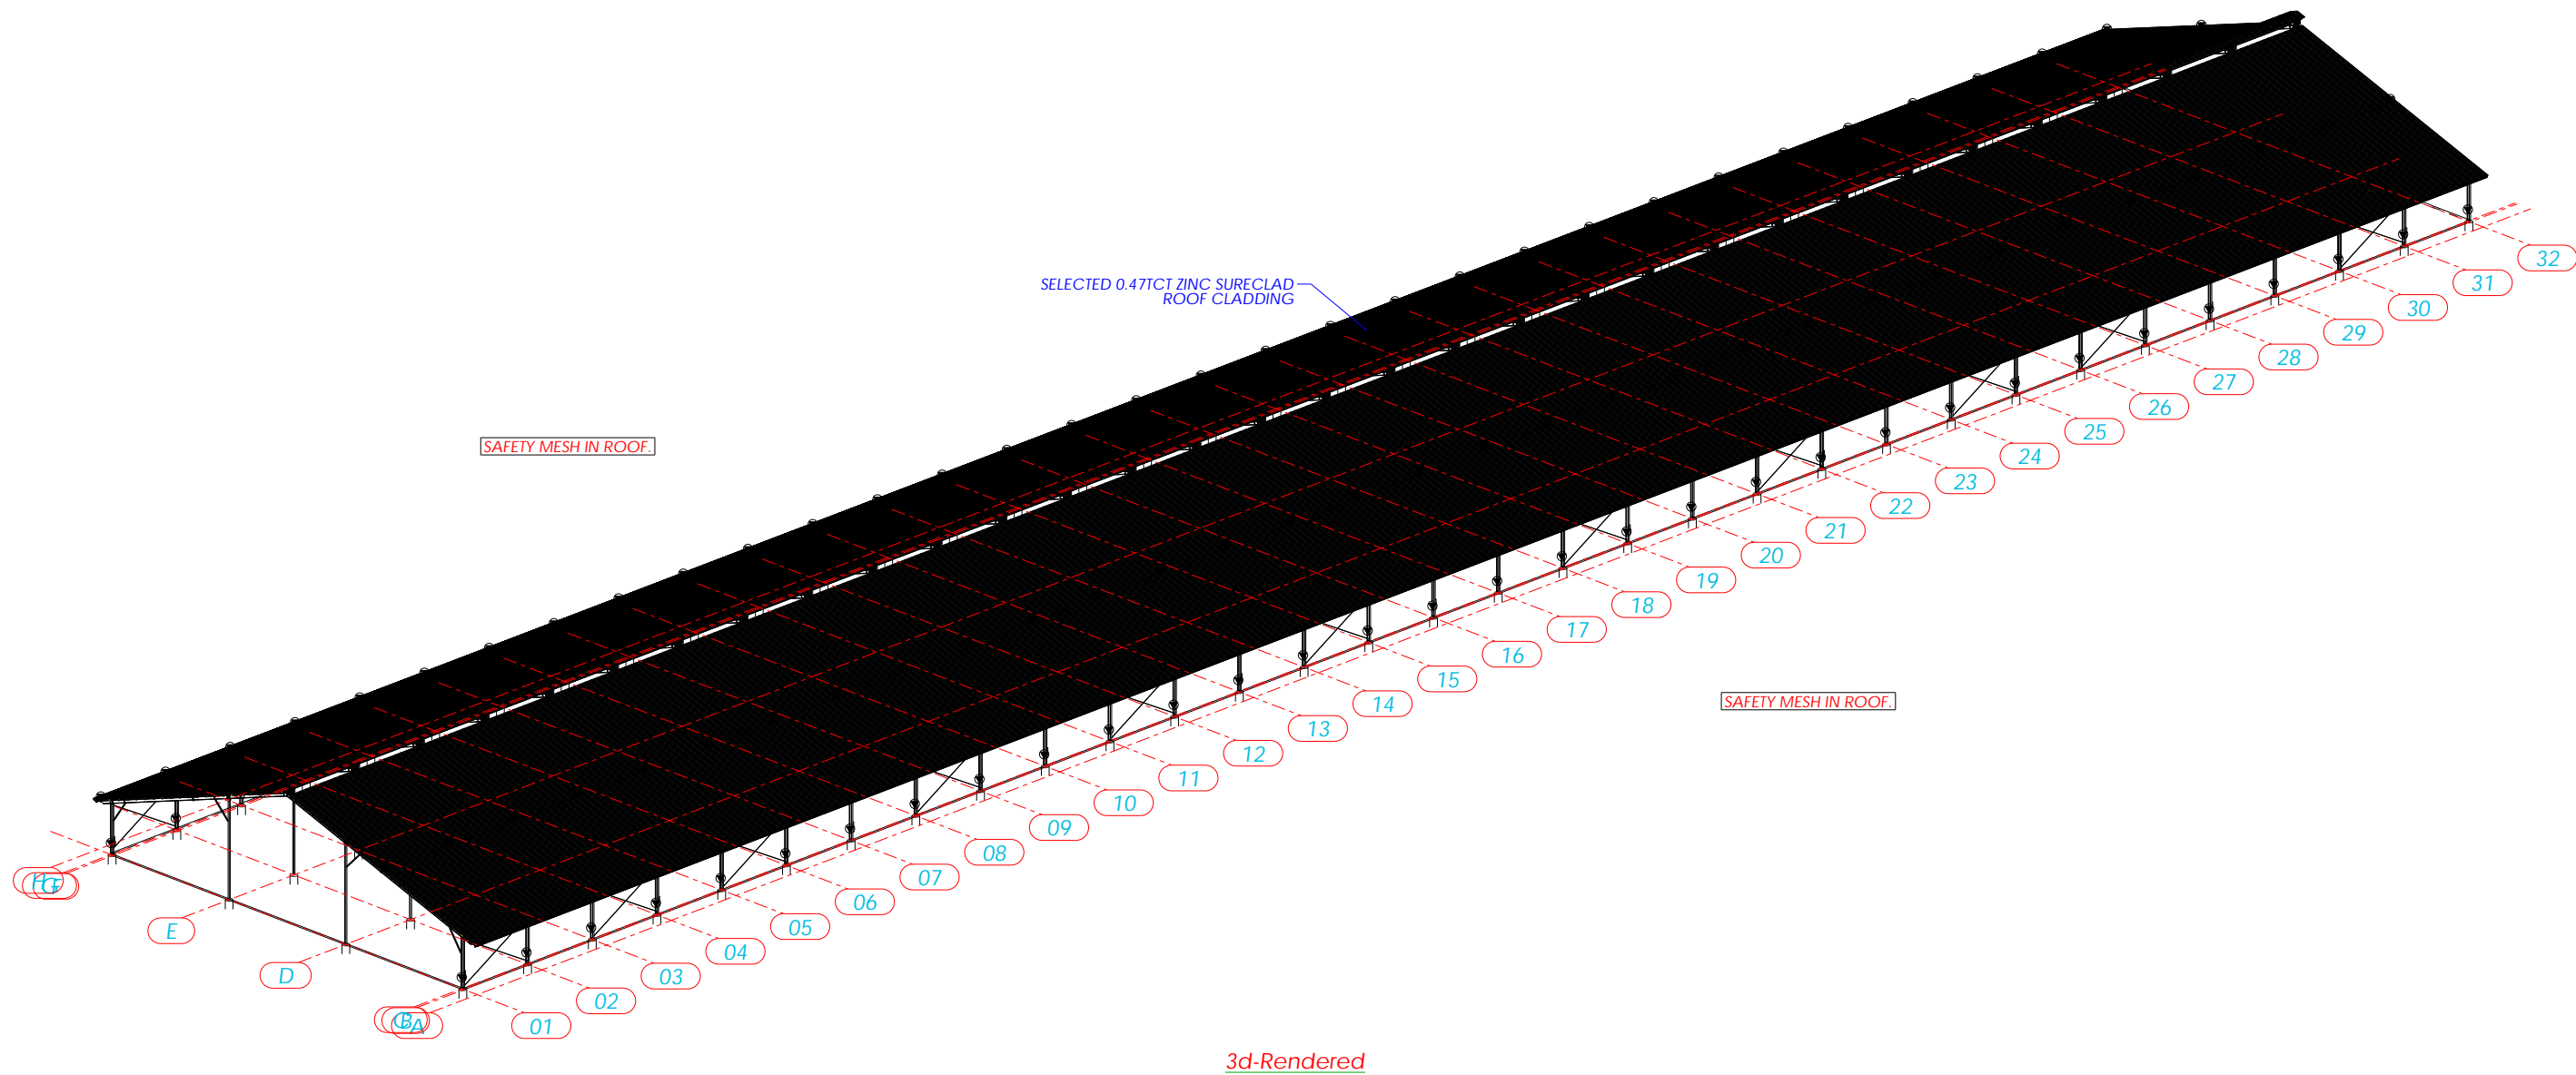 SELECTED 0.47TCT ZINC SURECLAD
ROOF CLADDING
SAFETY MESH IN ROOF.
SAFETY MESH IN ROOF.
32
31
30
29
28
27
26
25
24
23
22
21
20
19
18
17
16
15
14
13
12
11
10
09
08
07
06
05
04
03
02
01
H
G
F
E
D
C
B
A
3d-Rendered